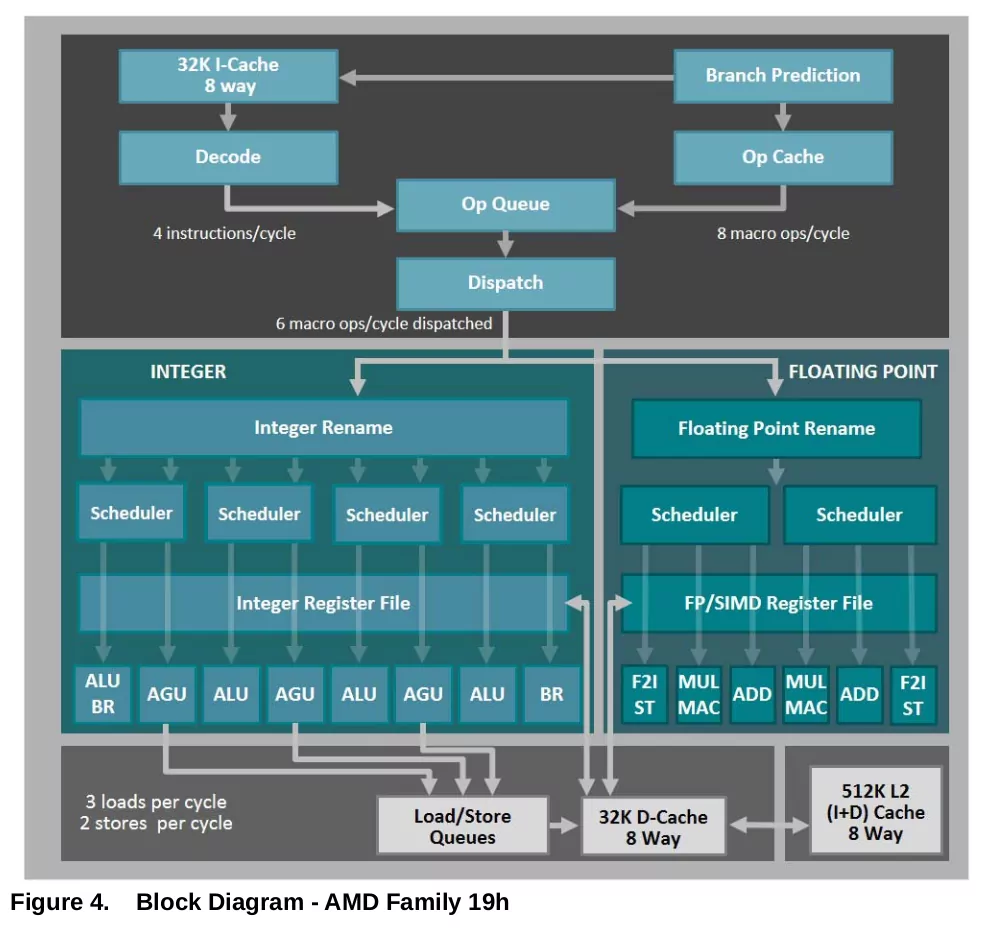 32K I-Cache
8 way
Branch Prediction
Decode
Op Cache
Op Queue
4 instructions/cycle
8 macro ops/cycle
Dispatch
6 macro ops/cycle dispatched
INTEGER
FLOATING POINT
Integer Rename
Floating Point Rename
Scheduler
Scheduler
Scheduler
Scheduler
Scheduler
Scheduler
Integer Register File
FP/SIMD Register File
ALU
BR
AGU
ALU
AGU
ALU
AGU
ALU
BR
F2I
ST
MUL
MAC
ADD
MUL
MAC
ADD
F2I
ST
3 loads per cycle
2 stores per cycle
Load/Store
Queues
32K D-Cache
8 Way
512K L2
(I+D) Cache
8 Way
Figure 4. Block Diagram - AMD Family 19h